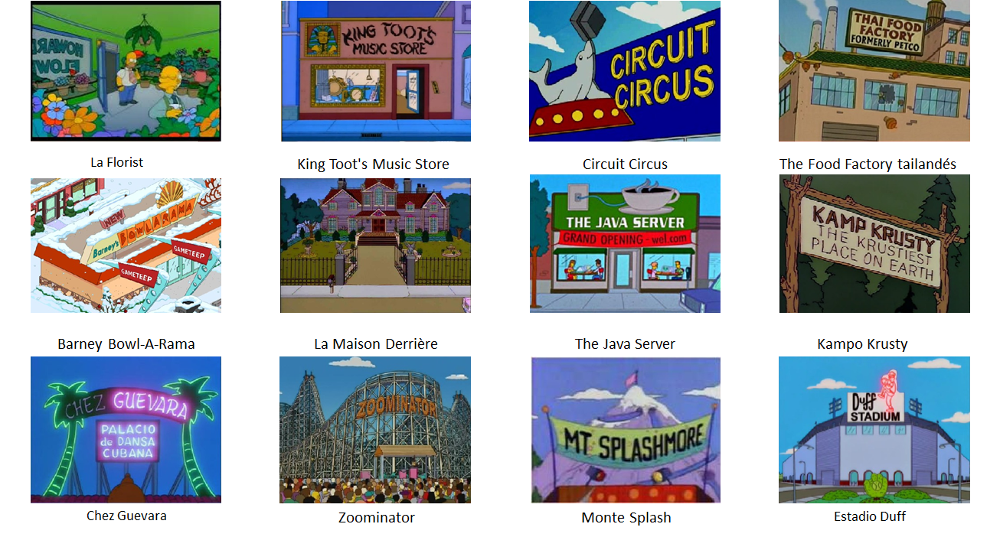 HOWARD'S
FLOW
KING TOOT'S
MUSIC STORE
CIRCUIT
CIRCUS
THAI FOOD
FACTORY
FORMERLY PETCO
La Florist
King Toot's Music Store
Circuit Circus
The Food Factory tailandés
NEW
Barney's BOWLARAMA
GAMETEEP
GAMETEEP
THE JAVA SERVER
GRAND OPENING - wel.com
KAMP KRUSTY
THE KRUSTIEST
PLACE ON EARTH
Barney Bowl-A-Rama
La Maison Derrière
The Java Server
Kampo Krusty
CHEZ GUEVARA
PALACIO
de DANSA
CUBANA
ZOOMINATOR
MT. SPLASHMORE
Duff
STADIUM
Chez Guevara
Zoominator
Monte Splash
Estadio Duff